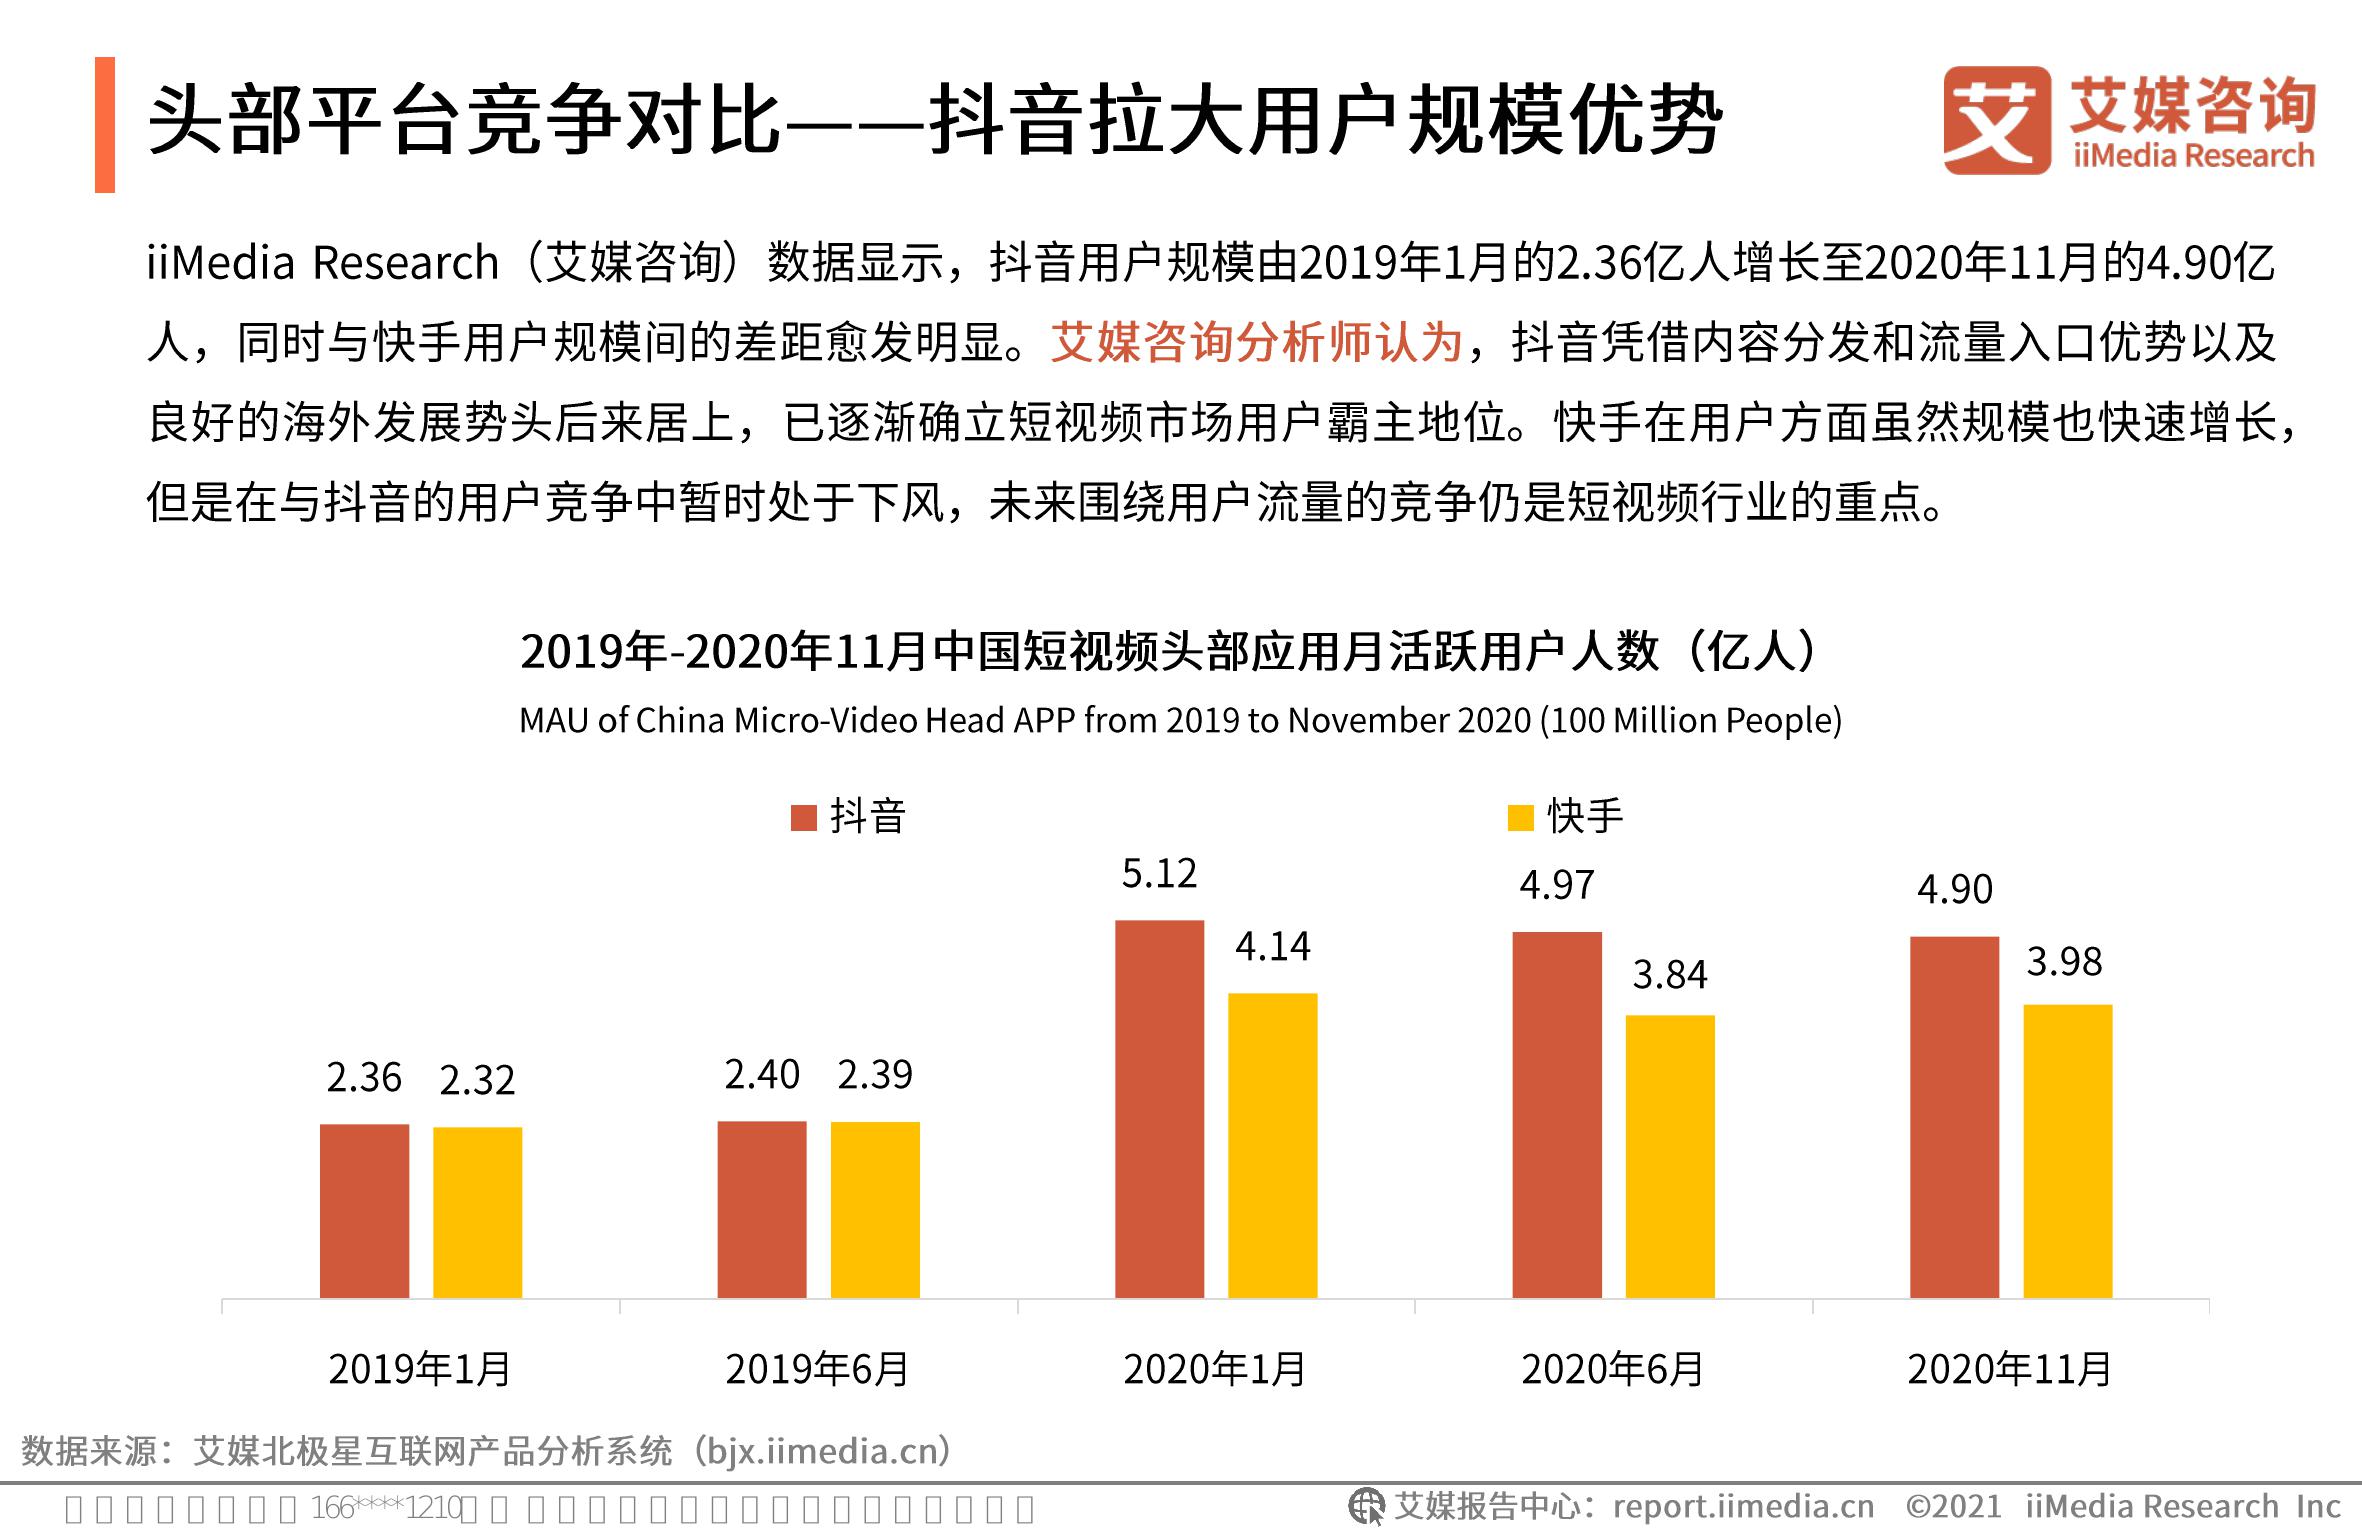 头部平台竞争对比——抖音拉大用户规模优势
艾 艾媒咨询
iiMedia Research
iiMedia Research（艾媒咨询）数据显示，抖音用户规模由2019年1月的2.36亿人增长至2020年11月的4.90亿
人，同时与快手用户规模间的差距愈发明显。艾媒咨询分析师认为，抖音凭借内容分发和流量入口优势以及
良好的海外发展势头后来居上，已逐渐确立短视频市场用户霸主地位。快手在用户方面虽然规模也快速增长，
但是在与抖音的用户竞争中暂时处于下风，未来围绕用户流量的竞争仍是短视频行业的重点。
2019年-2020年11月中国短视频头部应用月活跃用户人数（亿人）
MAU of China Micro-Video Head APP from 2019 to November 2020 (100 Million People)
抖音 快手
5.12 4.14 4.97 3.84 4.90 3.98
2.36 2.32 2.40 2.39
2019年1月 2019年6月 2020年1月 2020年6月 2020年11月
数据来源：艾媒北极星互联网产品分析系统（bjx.iimedia.cn）
166****1210
艾媒报告中心：report.iimedia.cn ©2021 iiMedia Research Inc